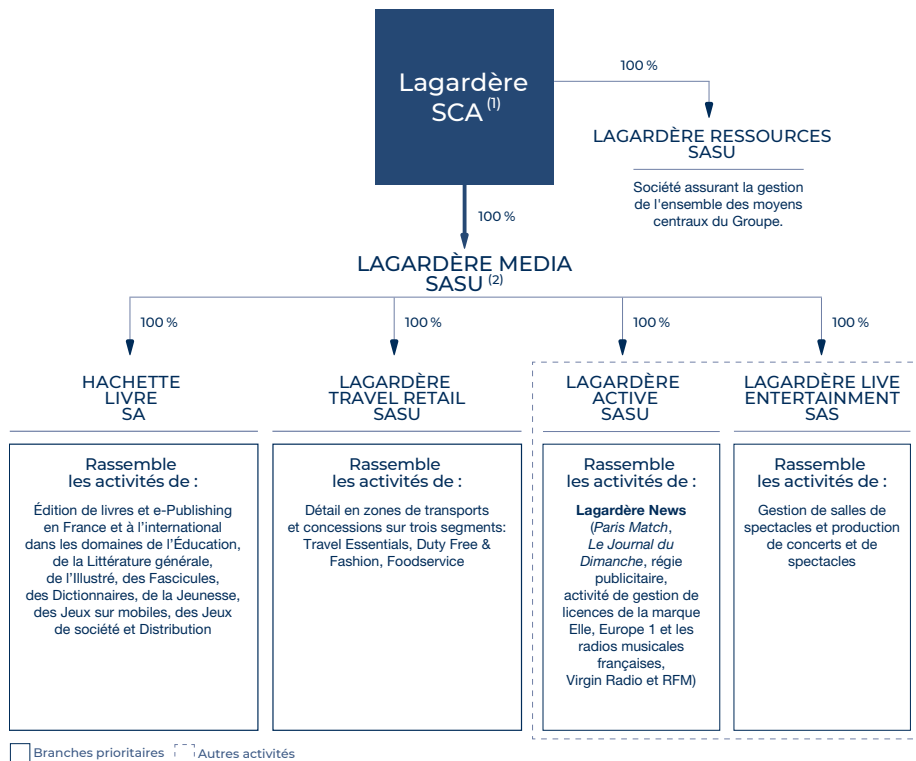 Lagardère
SCA (1)
100 %
LAGARDÈRE RESSOURCES
SASU
Société assurant la gestion
de l'ensemble des moyens
centraux du Groupe.
100 %
LAGARDÈRE MEDIA
SASU (2)
100 %
100 %
100 %
100 %
HACHETTE
LIVRE
SA
Rassemble
les activités de :
Édition de livres et e-Publishing
en France et à l’international
dans les domaines de l’Éducation,
de la Littérature générale,
de l’Illustré, des Fascicules,
des Dictionnaires, de la Jeunesse,
des Jeux sur mobiles, des Jeux
de société et Distribution
LAGARDÈRE
TRAVEL RETAIL
SASU
Rassemble
les activités de :
Détail en zones de transports
et concessions sur trois segments:
Travel Essentials, Duty Free &
Fashion, Foodservice
LAGARDÈRE
ACTIVE
SASU
Rassemble
les activités de :
Lagardère News
(Paris Match,
Le Journal du
Dimanche, régie
publicitaire,
activité de gestion de
licences de la marque
Elle, Europe 1 et les
radios musicales
françaises,
Virgin Radio et RFM)
LAGARDÈRE LIVE
ENTERTAINMENT
SAS
Rassemble
les activités de :
Gestion de salles de
spectacles et production
de concerts et de
spectacles
Branches prioritaires
Autres activités